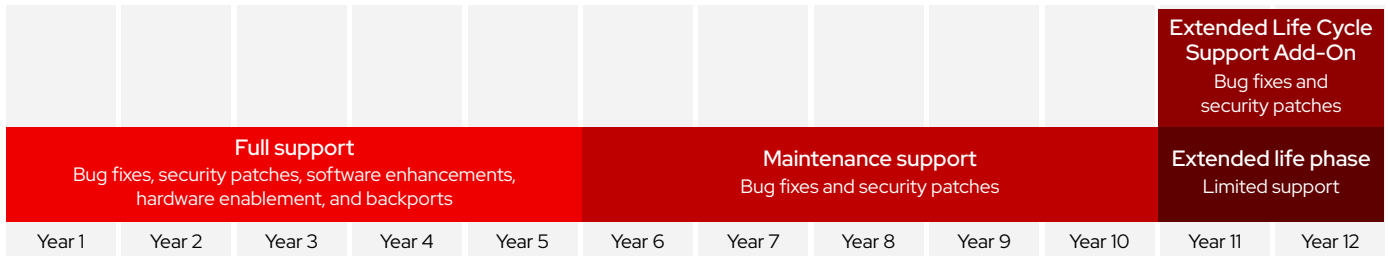 Extended Life Cycle
Support Add-On
Bug fixes and
security patches
Full support
Bug fixes, security patches, software enhancements,
hardware enablement, and backports
Maintenance support
Bug fixes and security patches
Extended life phase
Limited support
Year 1 Year 2 Year 3 Year 4 Year 5 Year 6 Year 7 Year 8 Year 9 Year 10 Year 11 Year 12